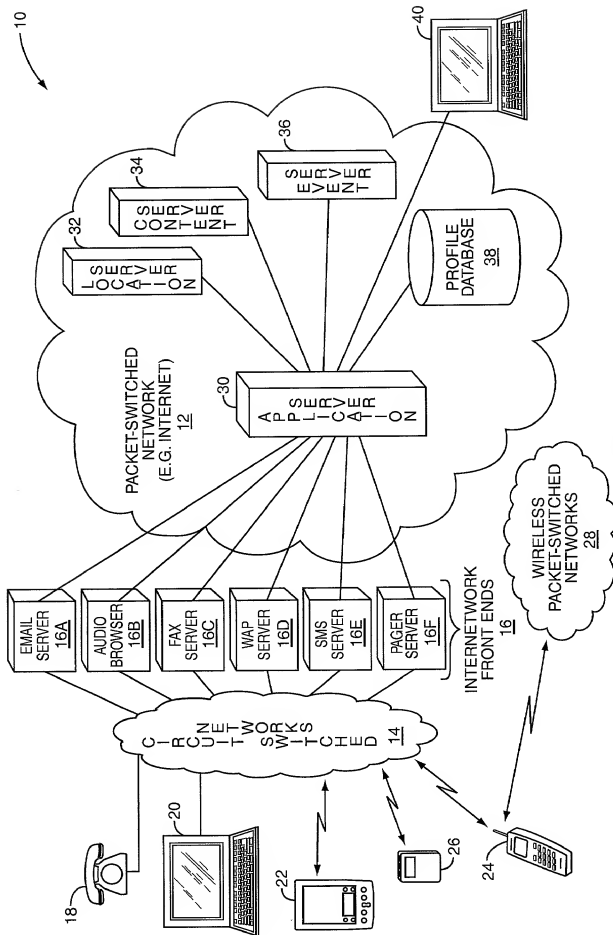 10
18
20
22
26
24
CIRCUIT SWITCHED
NETWORKS
14
EMAIL
SERVER
16A
AUDIO
BROWSER
16B
FAX
SERVER
16C
WAP
SERVER
16D
SMS
SERVER
16E
PAGER
SERVER
16F
INTERNETWORK
FRONT ENDS
16
WIRELESS
PACKET-SWITCHED
NETWORKS
28
PACKET-SWITCHED
NETWORK
(E.G. INTERNET)
12
30
APPLICATION
SERVER
32
LOCATION
SERVER
34
CONTENT
SERVER
36
EVENT
SERVER
PROFILE
DATABASE
38
40